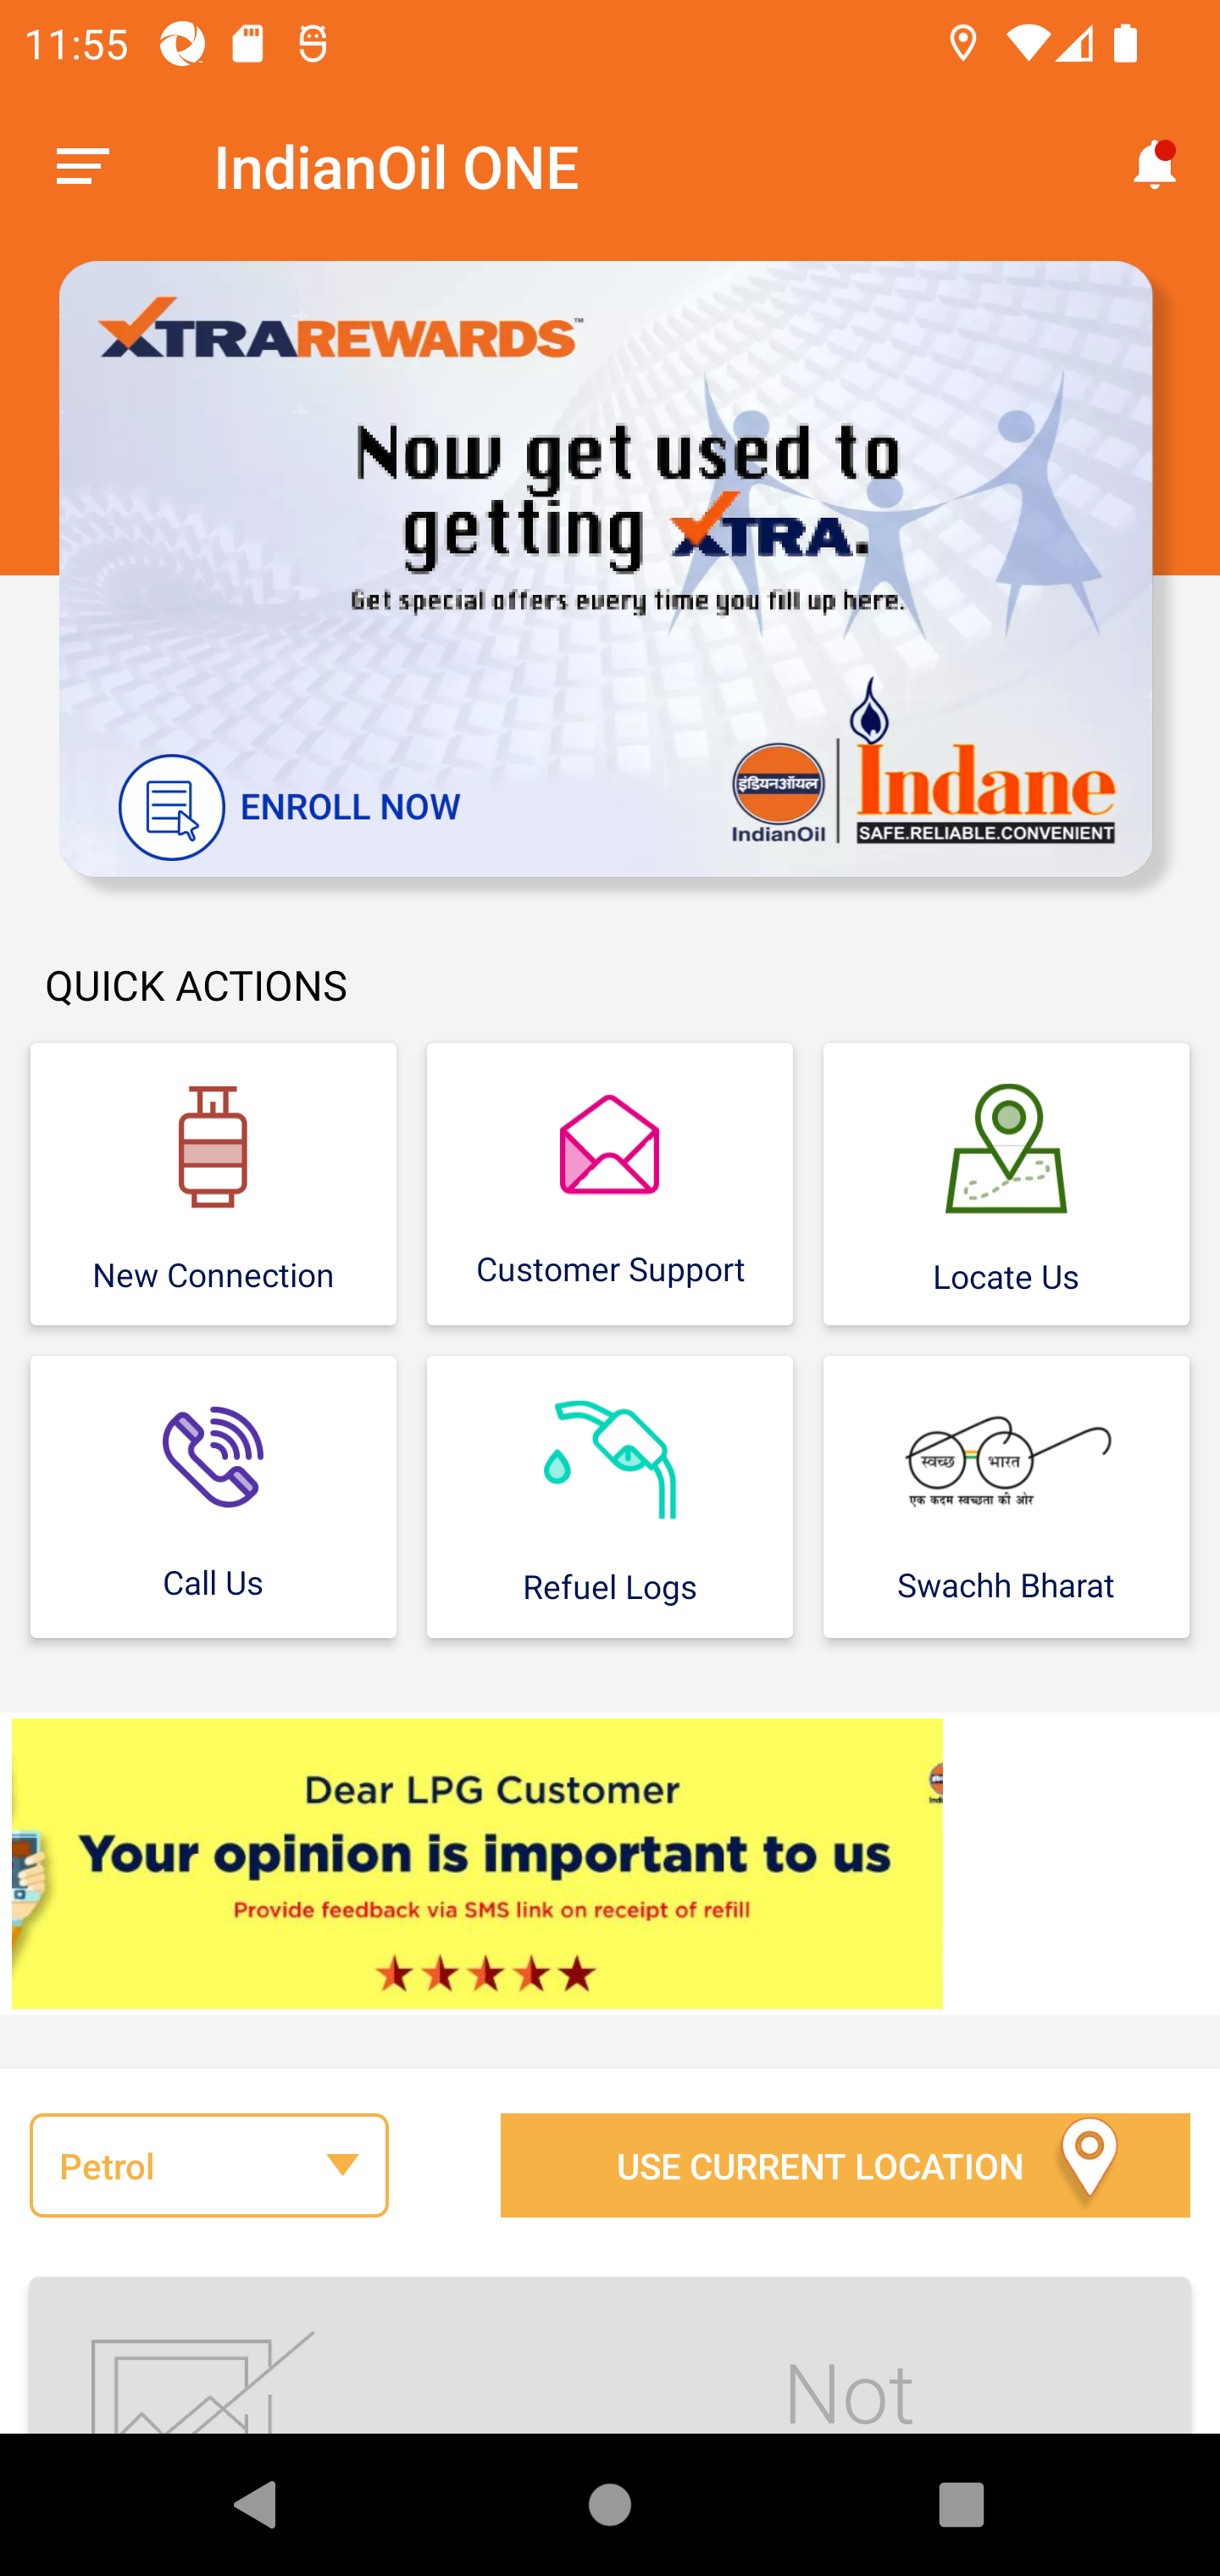 11:55
IndianOil ONE
XTRAREWARDS™
Now get used to
getting XTRA.
Get special offers every time you fill up here.
ENROLL NOW
इंडियनऑयल
IndianOil
Indane
SAFE.RELIABLE.CONVENIENT
QUICK ACTIONS
New Connection
Customer Support
Locate Us
स्वच्छ भारत
एक कदम स्वच्छता की ओर
Call Us
Refuel Logs
Swachh Bharat
Dear LPG Customer
Your opinion is important to us
Provide feedback via SMS link on receipt of refill
Petrol
USE CURRENT LOCATION
Not